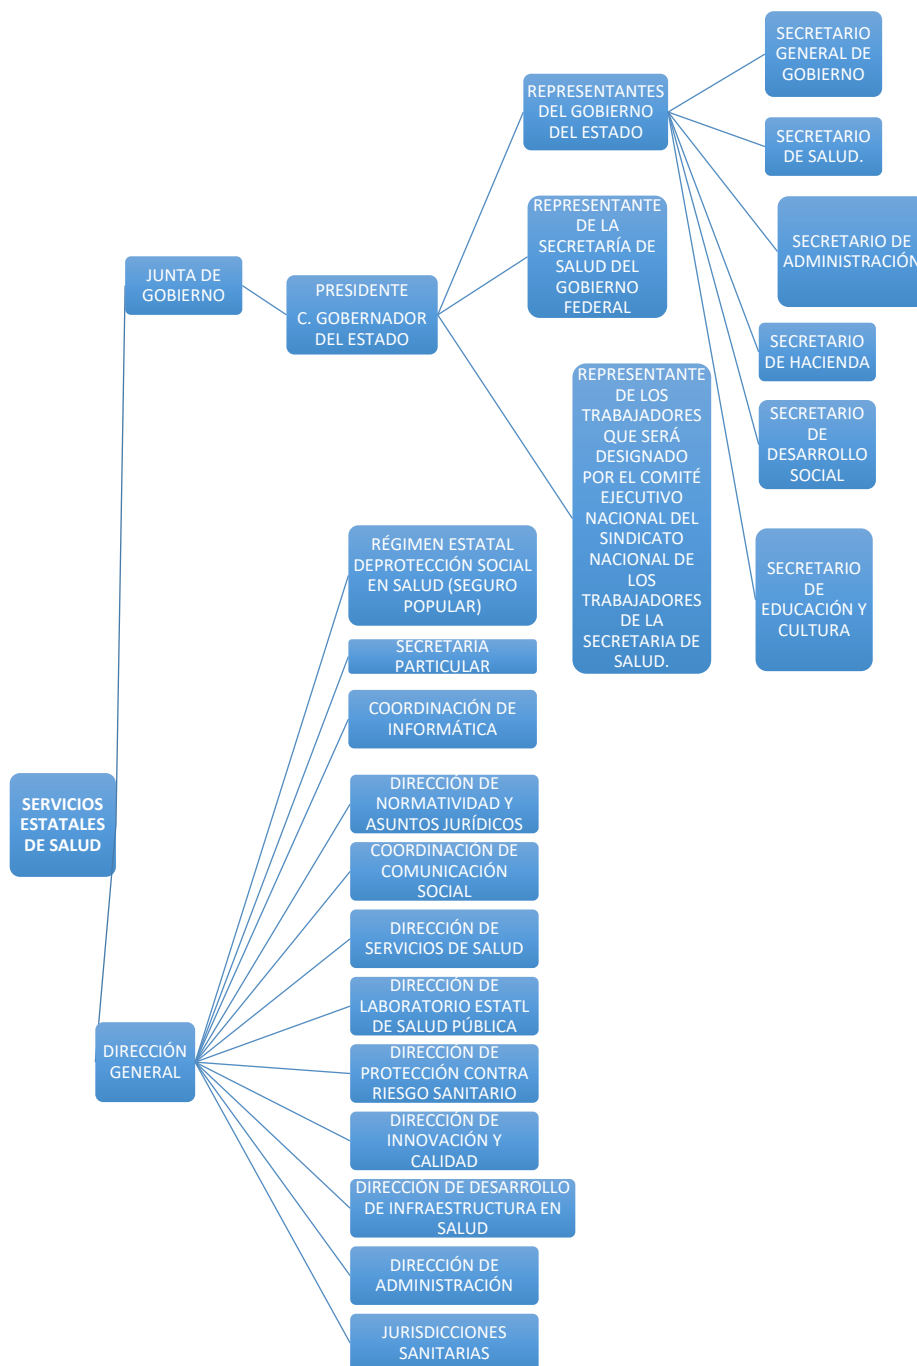 SECRETARIO
GENERAL DE
GOBIERNO
REPRESENTANTES
DEL GOBIERNO
DEL ESTADO
SECRETARIO
DE SALUD.
REPRESENTANTE
DE LA
SECRETARÍA DE
SALUD DEL
GOBIERNO
FEDERAL
SECRETARIO DE
ADMINISTRACIÓN
JUNTA DE
GOBIERNO
PRESIDENTE
C. GOBERNADOR
DEL ESTADO
SECRETARIO
DE HACIENDA
REPRESENTANTE
DE LOS
TRABAJADORES
QUE SERÁ
DESIGNADO
POR EL COMITÉ
EJECUTIVO
NACIONAL DEL
SINDICATO
NACIONAL DE
LOS
TRABAJADORES
DE LA
SECRETARIA DE
SALUD.
SECRETARIO
DE
DESARROLLO
SOCIAL
SECRETARIO
DE
EDUCACIÓN Y
CULTURA
RÉGIMEN ESTATAL
DEPROTECCIÓN SOCIAL
EN SALUD (SEGURO
POPULAR)
SECRETARIA
PARTICULAR
COORDINACIÓN DE
INFORMÁTICA
SERVICIOS
ESTATALES
DE SALUD
DIRECCIÓN DE
NORMATIVIDAD Y
ASUNTOS JURÍDICOS
COORDINACIÓN DE
COMUNICACIÓN
SOCIAL
DIRECCIÓN DE
SERVICIOS DE SALUD
DIRECCIÓN DE
LABORATORIO ESTATL
DE SALUD PÚBLICA
DIRECCIÓN
GENERAL
DIRECCIÓN DE
PROTECCIÓN CONTRA
RIESGO SANITARIO
DIRECCIÓN DE
INNOVACIÓN Y
CALIDAD
DIRECCIÓN DE DESARROLLO
DE INFRAESTRUCTURA EN
SALUD
DIRECCIÓN DE
ADMINISTRACIÓN
JURISDICCIONES
SANITARIAS